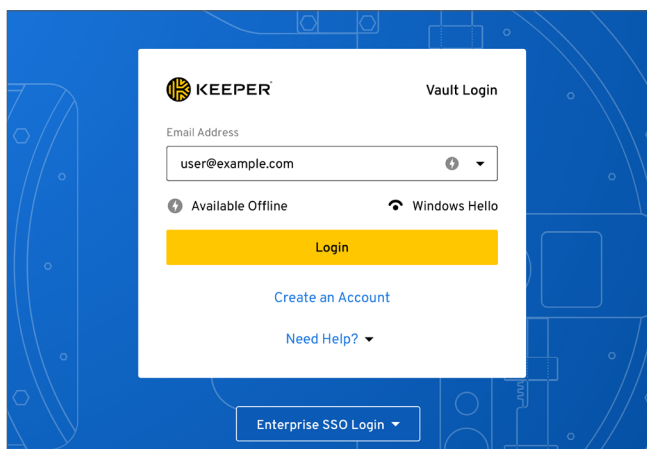 KEEPER
Vault Login
Email Address
user@example.com
Available Offline
Windows Hello
Login
Create an Account
Need Help?
Enterprise SSO Login